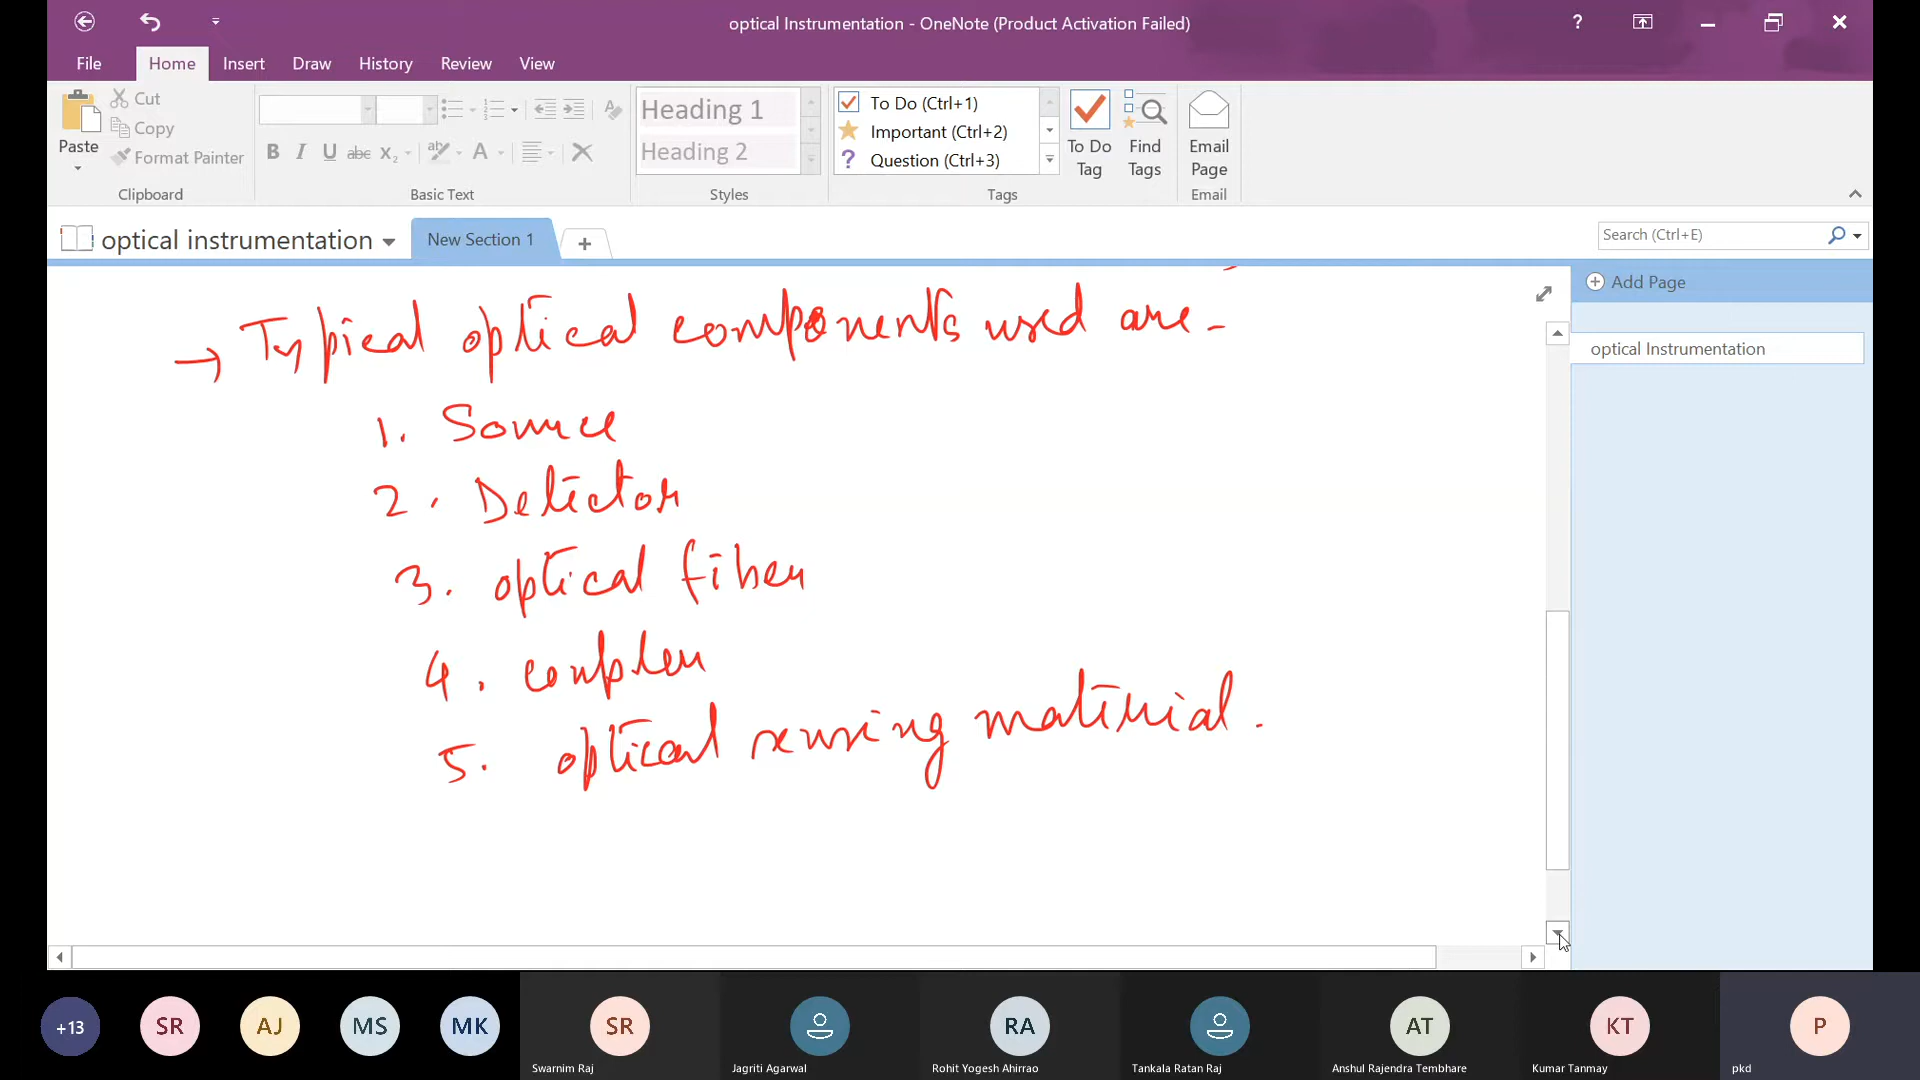 optical Instrumentation - OneNote (Product Activation Failed)
?
File Home Insert Draw History Review View
Paste
Cut
Copy
Format Painter
Clipboard
B I U abc X₂ A
Basic Text
Heading 1
Heading 2
Styles
To Do (Ctrl+1)
Important (Ctrl+2)
? Question (Ctrl+3)
Tags
To Do
Tag
Find
Tags
Email
Page
Email
optical instrumentation New Section 1 +
Search (Ctrl+E)
Add Page
optical Instrumentation
→ Typical optical components used are -
1. Source
2. Detector
3. optical fiber
4. coupler
5. optical sensing material.
+13 SR AJ MS MK SR RA AT KT P
Swarnim Raj Jagriti Agarwal Rohit Yogesh Ahirrao Tankala Ratan Raj Anshul Rajendra Tembhare Kumar Tanmay pkd